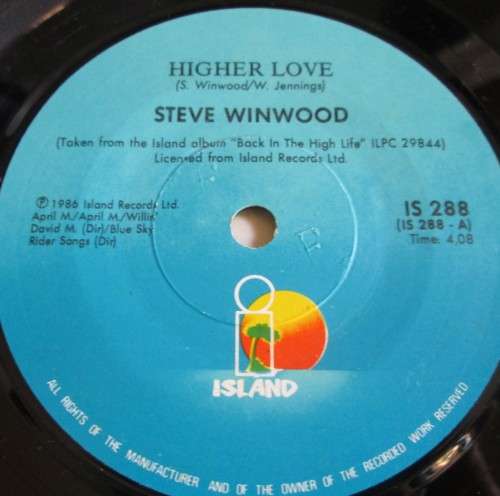 HIGHER LOVE
(S. Winwood/W. Jennings)
STEVE WINWOOD
(Taken from the Island album "Back In The High Life" ILPC 29844)
Licensed from Island Records Ltd.
Ⓟ 1986 Island Records Ltd.
April M./April M./Willin'
David M. (Dir)/Blue Sky
Rider Songs (Dir)
IS 288
(IS 288 - A)
Time: 4.08
i
ISLAND
ALL RIGHTS OF THE MANUFACTURER AND OF THE OWNER OF THE RECORDED WORK RESERVED